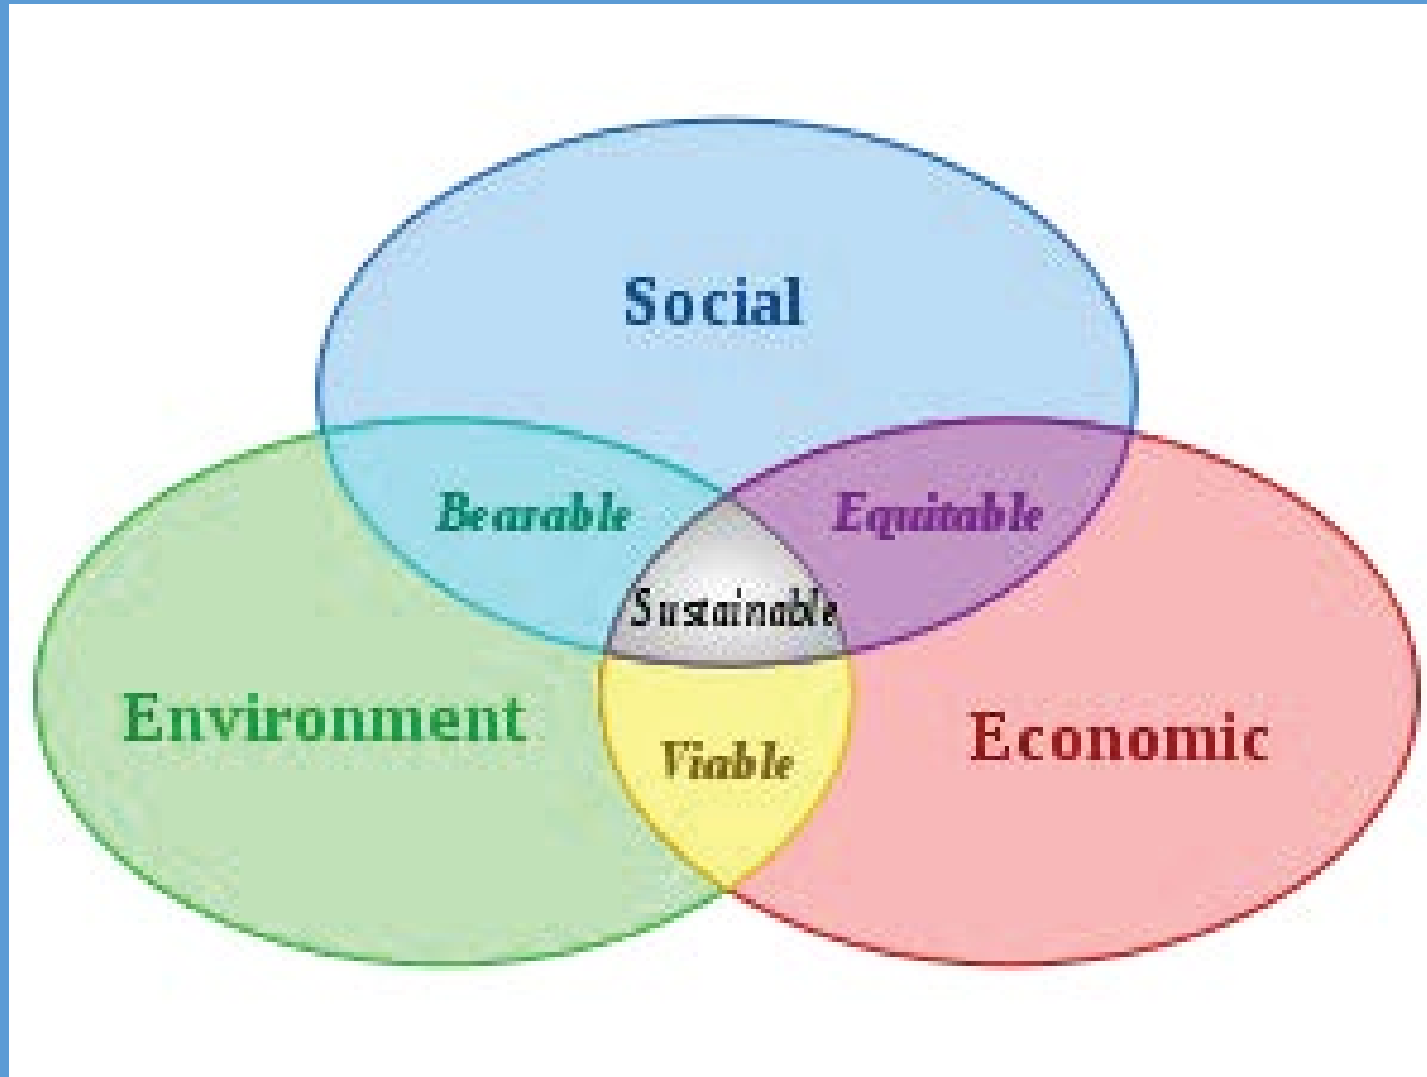 Social
Bearable
Equitable
Sustainable
Environment
Economic
Viable